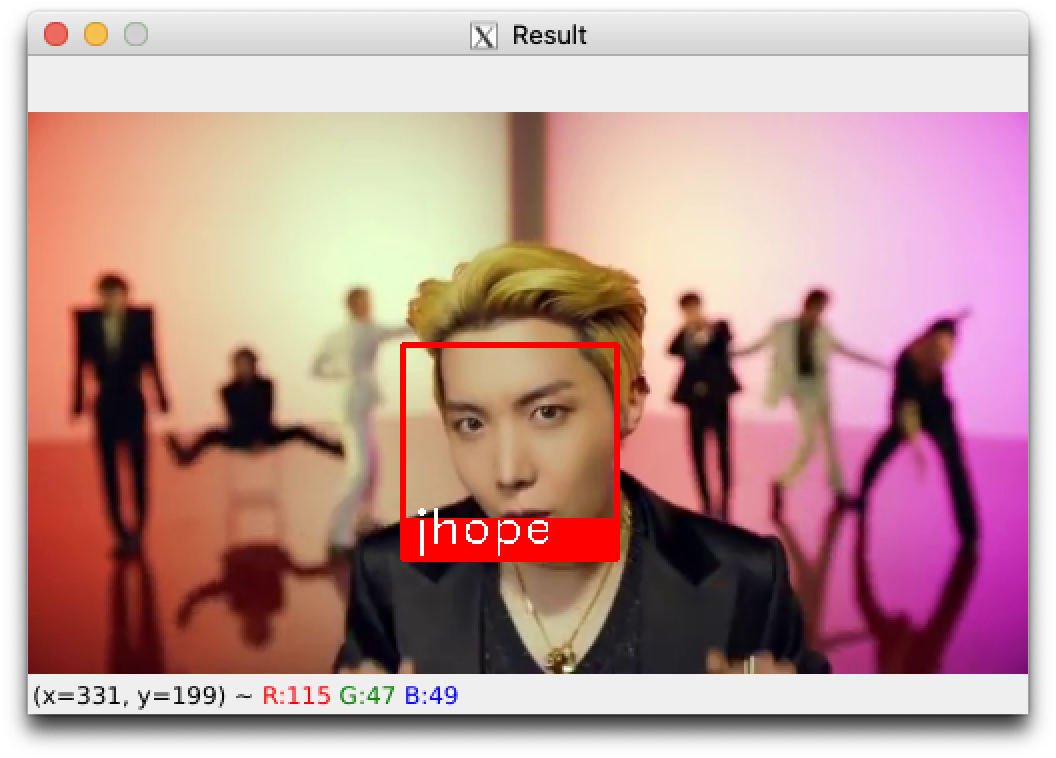 Result
jhope
(x=331, y=199) ~ R:115 G:47 B:49